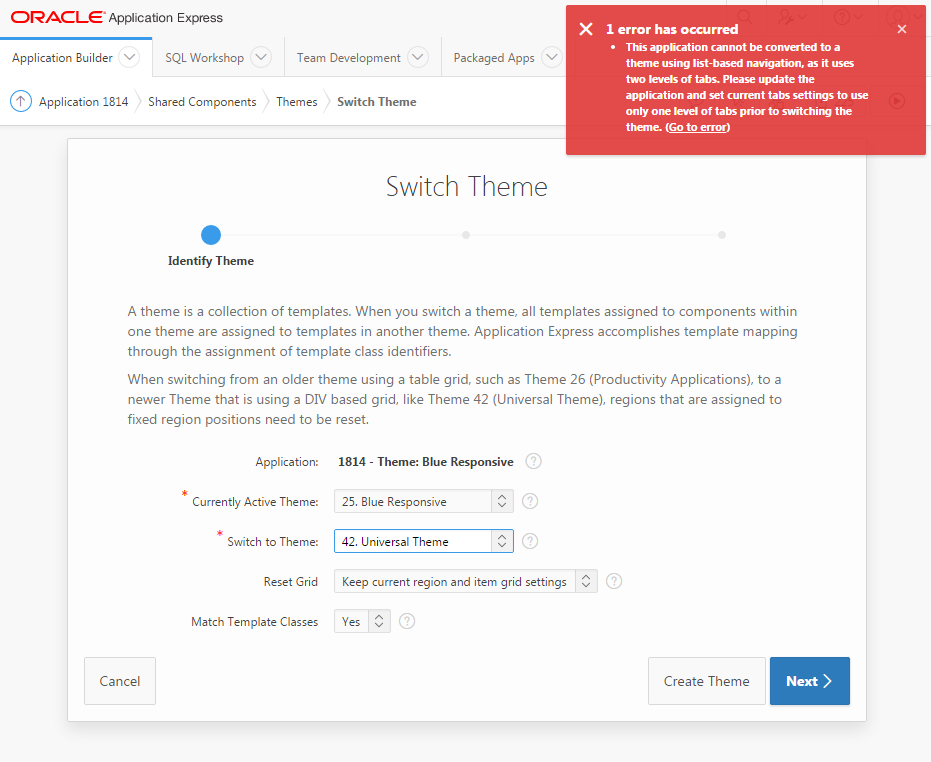 ORACLE Application Express
Application Builder
SQL Workshop
Team Development
Packaged Apps
1 error has occurred
• This application cannot be converted to a
theme using list-based navigation, as it uses
two levels of tabs. Please update the
application and set current tabs settings to use
only one level of tabs prior to switching the
theme. (Go to error)
Application 1814
Shared Components
Themes
Switch Theme
Switch Theme
Identify Theme
A theme is a collection of templates. When you switch a theme, all templates assigned to components within
one theme are assigned to templates in another theme. Application Express accomplishes template mapping
through the assignment of template class identifiers.
When switching from an older theme using a table grid, such as Theme 26 (Productivity Applications), to a
newer Theme that is using a DIV based grid, like Theme 42 (Universal Theme), regions that are assigned to
fixed region positions need to be reset.
Application: 1814 - Theme: Blue Responsive ?
* Currently Active Theme: 25. Blue Responsive ?
* Switch to Theme: 42. Universal Theme ?
Reset Grid Keep current region and item grid settings ?
Match Template Classes Yes ?
Cancel
Create Theme
Next